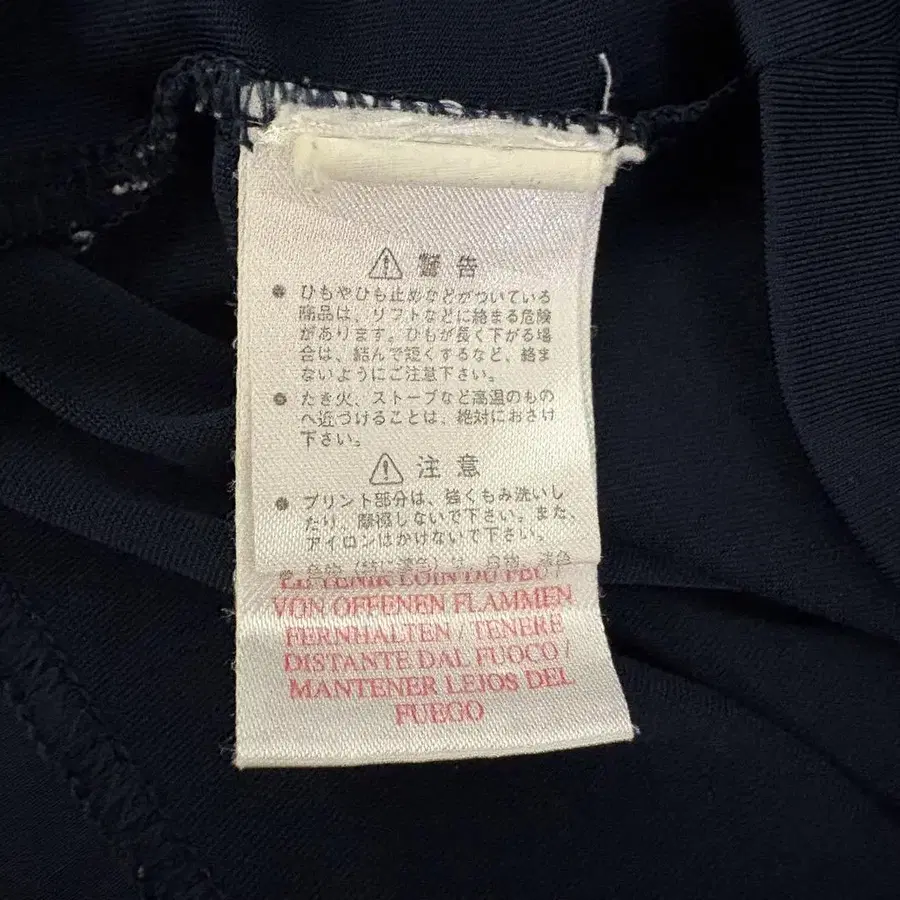 ⚠ 警告
● ひもやひも止めなどがついている
商品は、リフトなどに絡まる危険
があります。ひもが長く下がる場
合は、結んで短くするなど、絡ま
ないようにご注意下さい。
● たき火、ストーブなど高温のもの
へ近づけることは、絶対におさけ
下さい。
⚠ 注意
● プリント部分は、強くもみ洗いし
たり、摩擦しないで下さい。また、
アイロンはかけないで下さい。
TENIR LOIN DU FEU
VON OFFENEN FLAMMEN
FERNHALTEN / TENERE
DISTANTE DAL FUOCO /
MANTENER LEJOS DEL
FUEGO